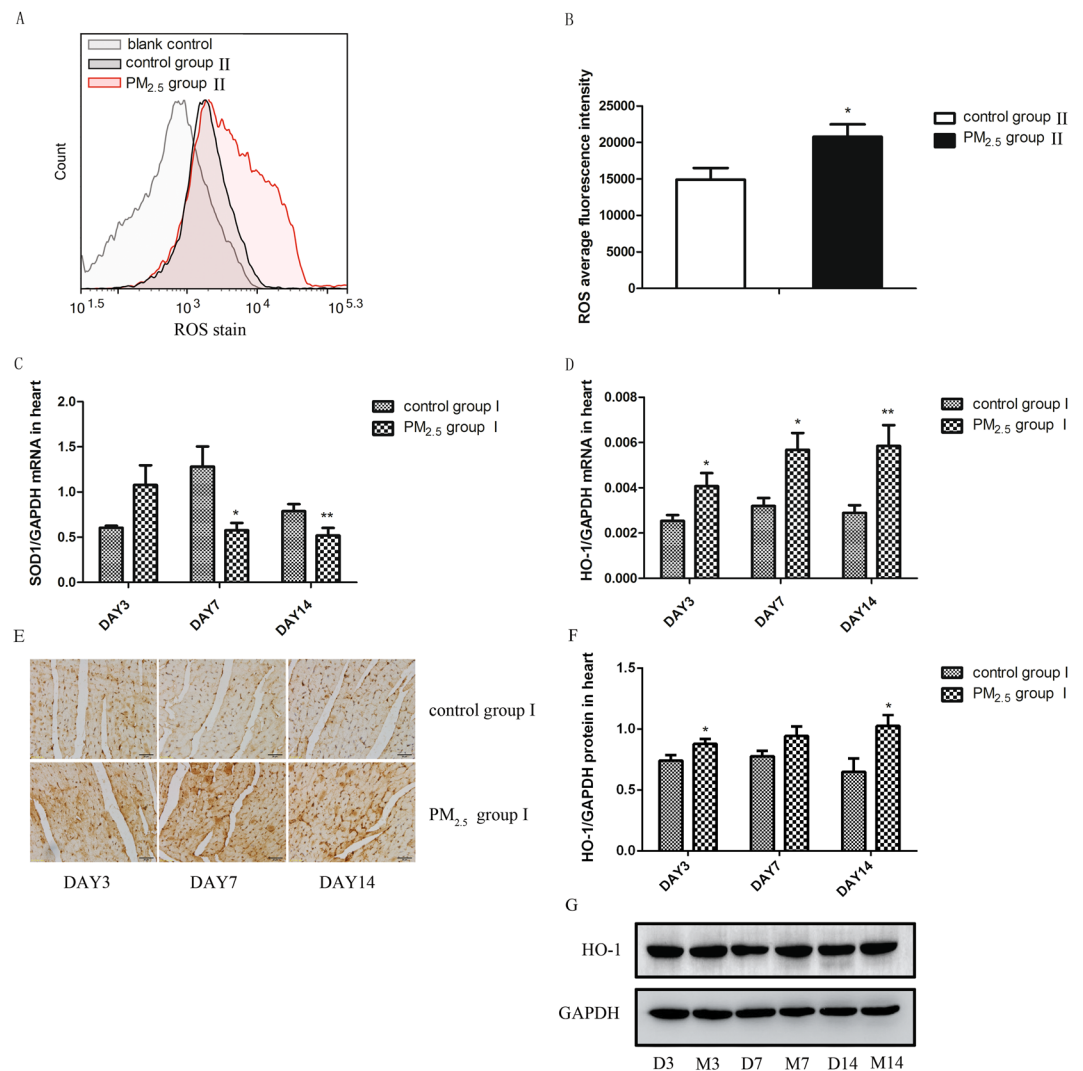 A
blank control
control group II
PM2.5 group II
Count
10^1.5 10^3 10^4 10^5.3
ROS stain
B
ROS average fluorescence intensity
25000
20000
15000
10000
5000
0
*
control group II
PM2.5 group II
C
SOD1/GAPDH mRNA in heart
2.0
1.5
1.0
0.5
0.0
*
**
DAY3 DAY7 DAY14
control group I
PM2.5 group I
D
HO-1/GAPDH mRNA in heart
0.008
0.006
0.004
0.002
0.000
*
*
**
DAY3 DAY7 DAY14
control group I
PM2.5 group I
E
control group I
PM2.5 group I
DAY3 DAY7 DAY14
F
HO-1/GAPDH protein in heart
1.5
1.0
0.5
0.0
*
*
DAY3 DAY7 DAY14
control group I
PM2.5 group I
G
HO-1
GAPDH
D3 M3 D7 M7 D14 M14